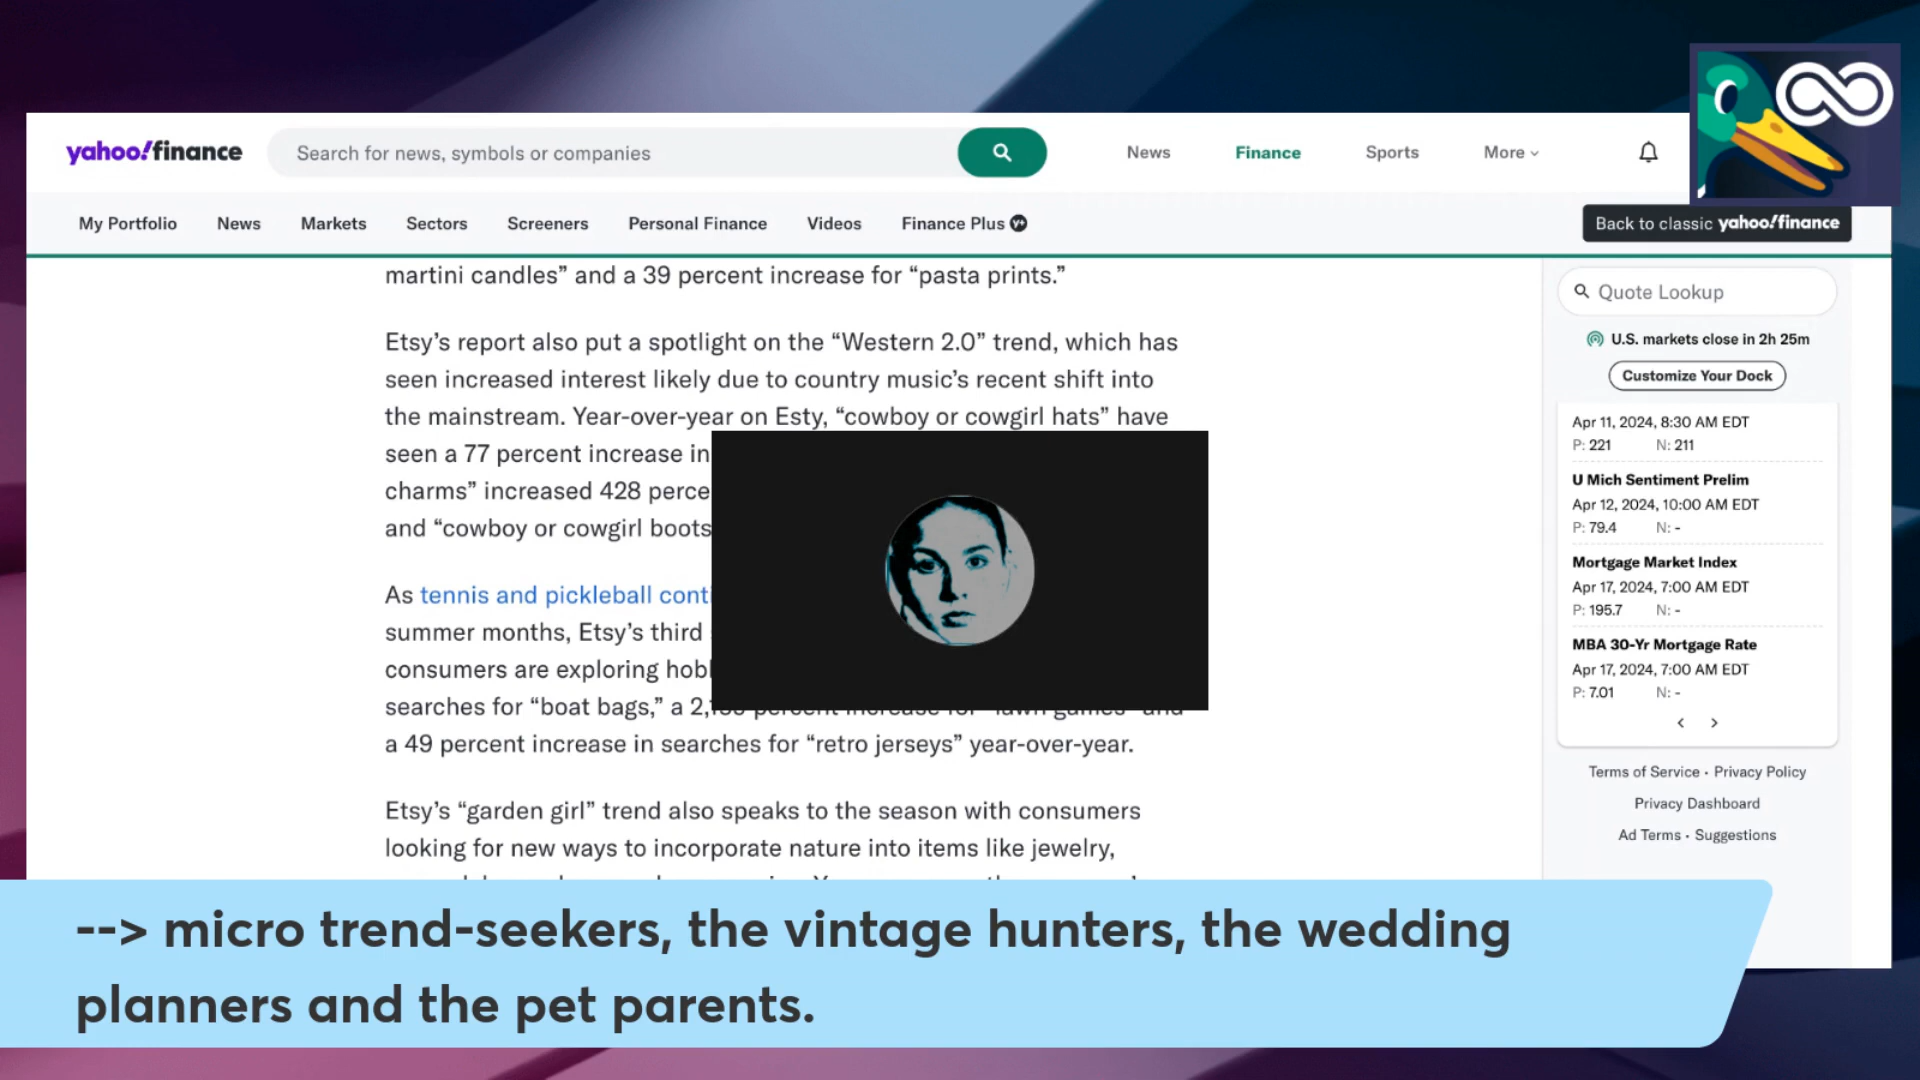 yahoo!finance
Search for news, symbols or companies
News
Finance
Sports
More
My Portfolio
News
Markets
Sectors
Screeners
Personal Finance
Videos
Finance Plus
Back to classic yahoo!finance
martini candles” and a 39 percent increase for “pasta prints.”
Etsy’s report also put a spotlight on the “Western 2.0” trend, which has
seen increased interest likely due to country music’s recent shift into
the mainstream. Year-over-year on Esty, “cowboy or cowgirl hats” have
seen a 77 percent increase in
charms” increased 428 perce
and “cowboy or cowgirl boots
As tennis and pickleball conti
summer months, Etsy’s third
consumers are exploring hob
searches for “boat bags,” a 2, percent increase for “lawn games” and
a 49 percent increase in searches for “retro jerseys” year-over-year.
Etsy’s “garden girl” trend also speaks to the season with consumers
looking for new ways to incorporate nature into items like jewelry,
Quote Lookup
U.S. markets close in 2h 25m
Customize Your Dock
Apr 11, 2024, 8:30 AM EDT
P: 221 N: 211
U Mich Sentiment Prelim
Apr 12, 2024, 10:00 AM EDT
P: 79.4 N: -
Mortgage Market Index
Apr 17, 2024, 7:00 AM EDT
P: 195.7 N: -
MBA 30-Yr Mortgage Rate
Apr 17, 2024, 7:00 AM EDT
P: 7.01 N: -
Terms of Service • Privacy Policy
Privacy Dashboard
Ad Terms • Suggestions
--> micro trend-seekers, the vintage hunters, the wedding
planners and the pet parents.